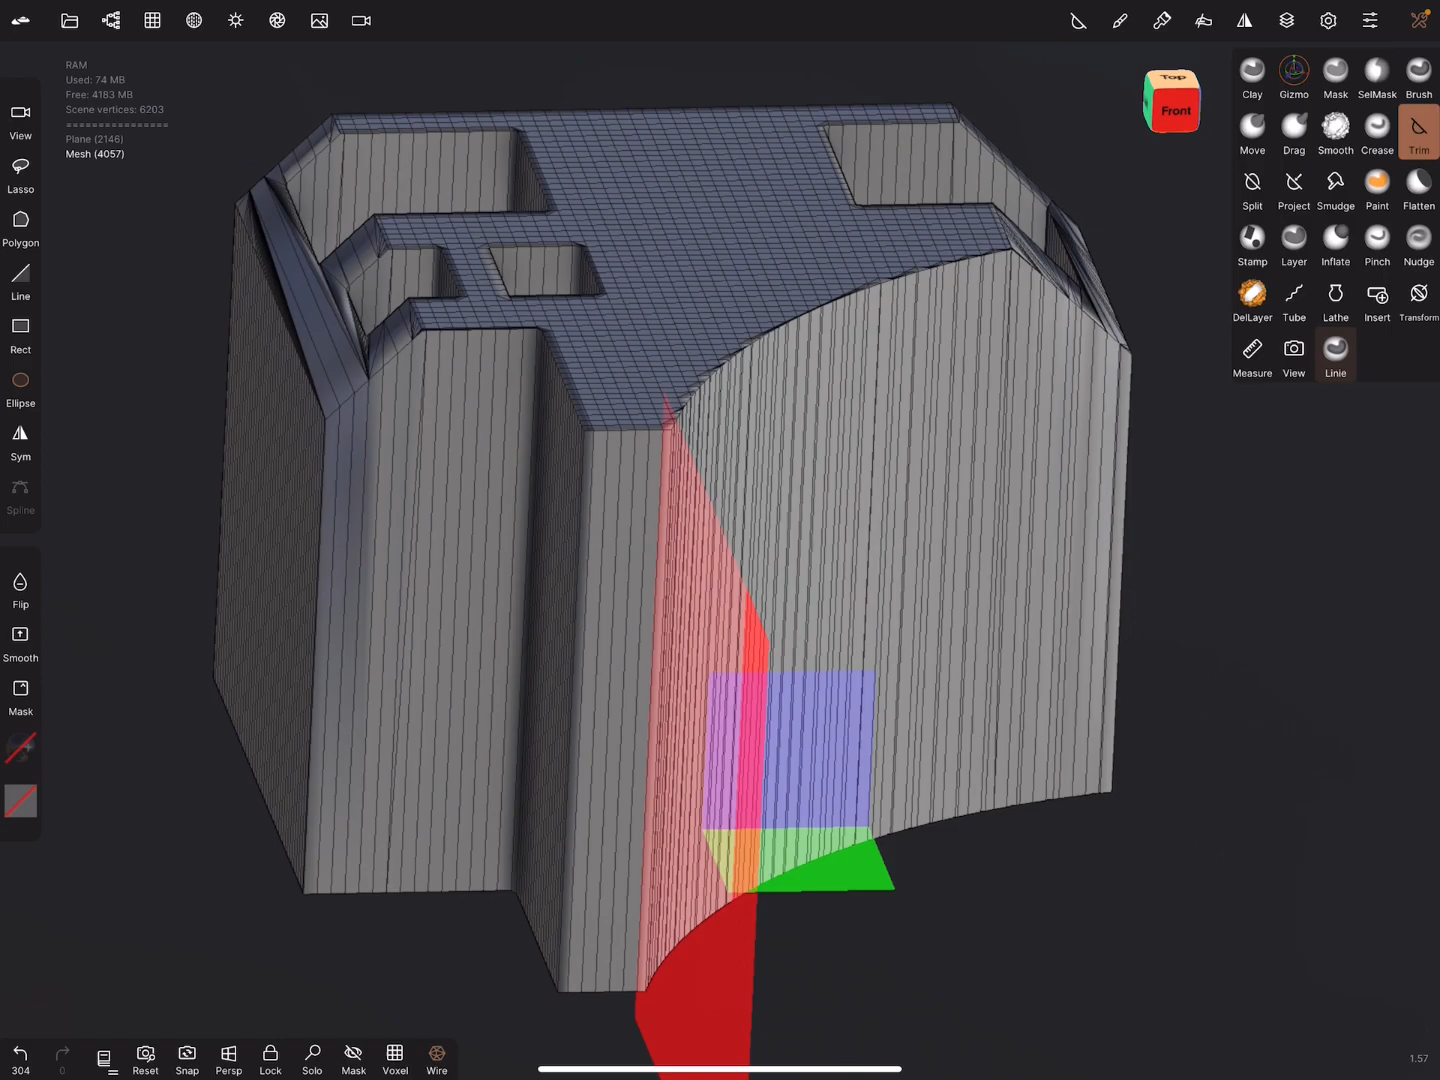 RAM
Used: 74 MB
Free: 4183 MB
Scene vertices: 6203
================
Plane (2146)
Mesh (4057)
Top
Front
View
Lasso
Polygon
Line
Rect
Ellipse
Sym
Spline
Flip
Smooth
Mask
Clay Gizmo Mask SelMask Brush
Move Drag Smooth Crease Trim
Split Project Smudge Paint Flatten
Stamp Layer Inflate Pinch Nudge
DelLayer Tube Lathe Insert Transform
Measure View Linie
304 0 Reset Snap Persp Lock Solo Mask Voxel Wire
1.57